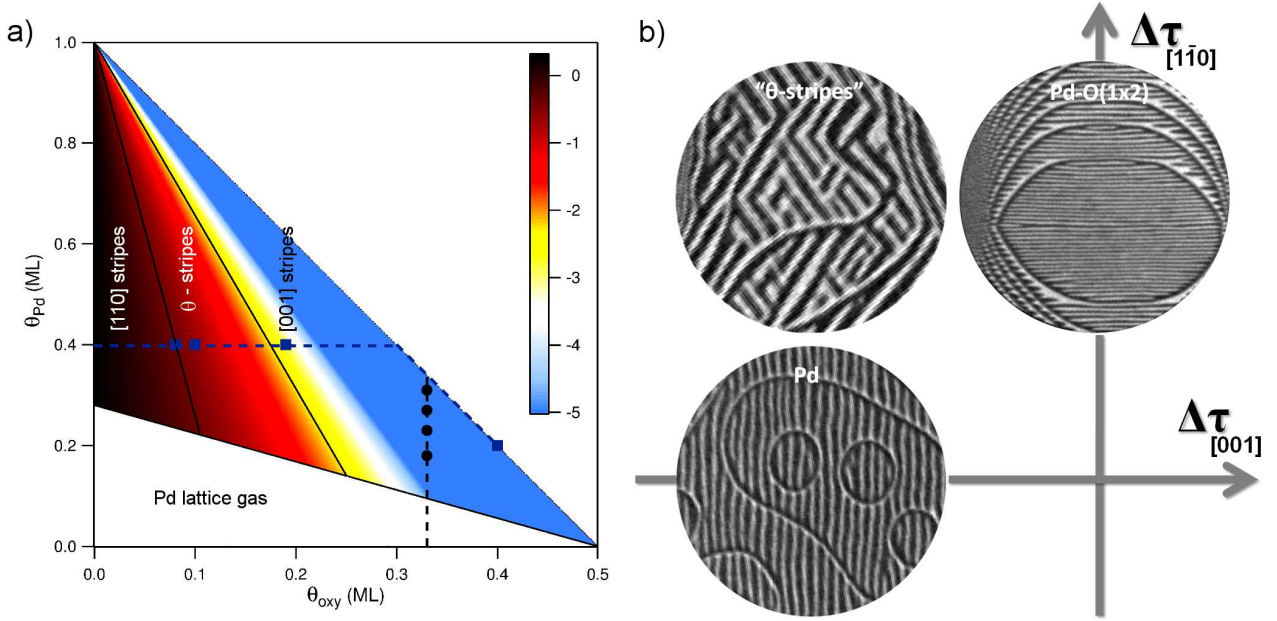 a)
θPd (ML)
1.0
0.8
0.6
0.4
0.2
0.0
0.0
0.1
0.2
0.3
0.4
0.5
θoxy (ML)
[110] stripes
θ - stripes
[001] stripes
Pd lattice gas
0
-1
-2
-3
-4
-5
b)
"θ-stripes"
Pd-O(1x2)
Pd
Δτ[11̄0]
Δτ[001]